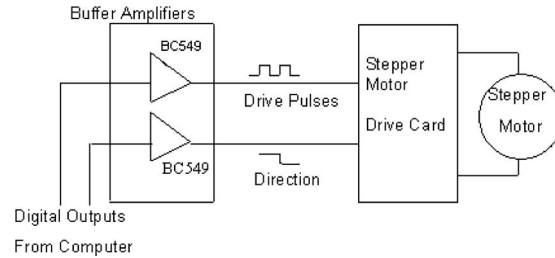 Buffer Amplifiers
BC549
Drive Pulses
BC549
Direction
Stepper
Motor
Drive Card
Stepper
Motor
Digital Outputs
From Computer